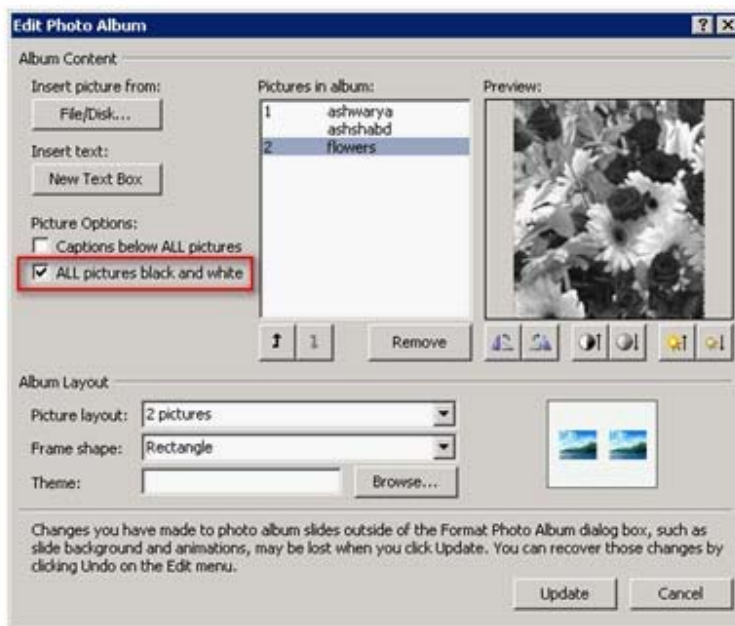 Edit Photo Album
Album Content
Insert picture from:
File/Disk...
Insert text:
New Text Box
Picture Options:
Captions below ALL pictures
ALL pictures black and white
Pictures in album:
1 ashwarya
ashshabd
2 flowers
Remove
Preview:
Album Layout
Picture layout: 2 pictures
Frame shape: Rectangle
Theme:
Browse...
Changes you have made to photo album slides outside of the Format Photo Album dialog box, such as
slide background and animations, may be lost when you click Update. You can recover those changes by
clicking Undo on the Edit menu.
Update
Cancel